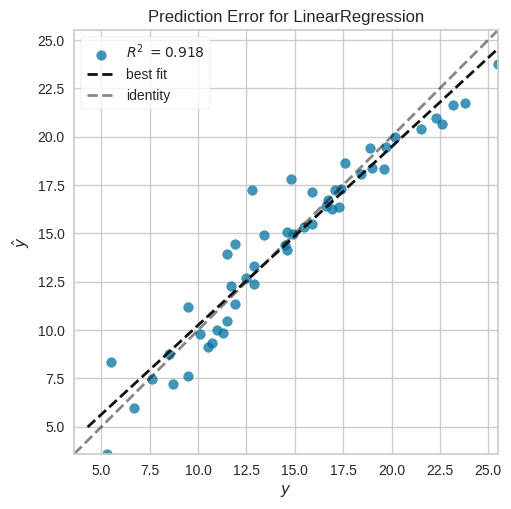 Prediction Error for LinearRegression
R² = 0.918
best fit
identity
25.0
22.5
20.0
17.5
15.0
12.5
10.0
7.5
5.0
ŷ
5.0 7.5 10.0 12.5 15.0 17.5 20.0 22.5 25.0
y